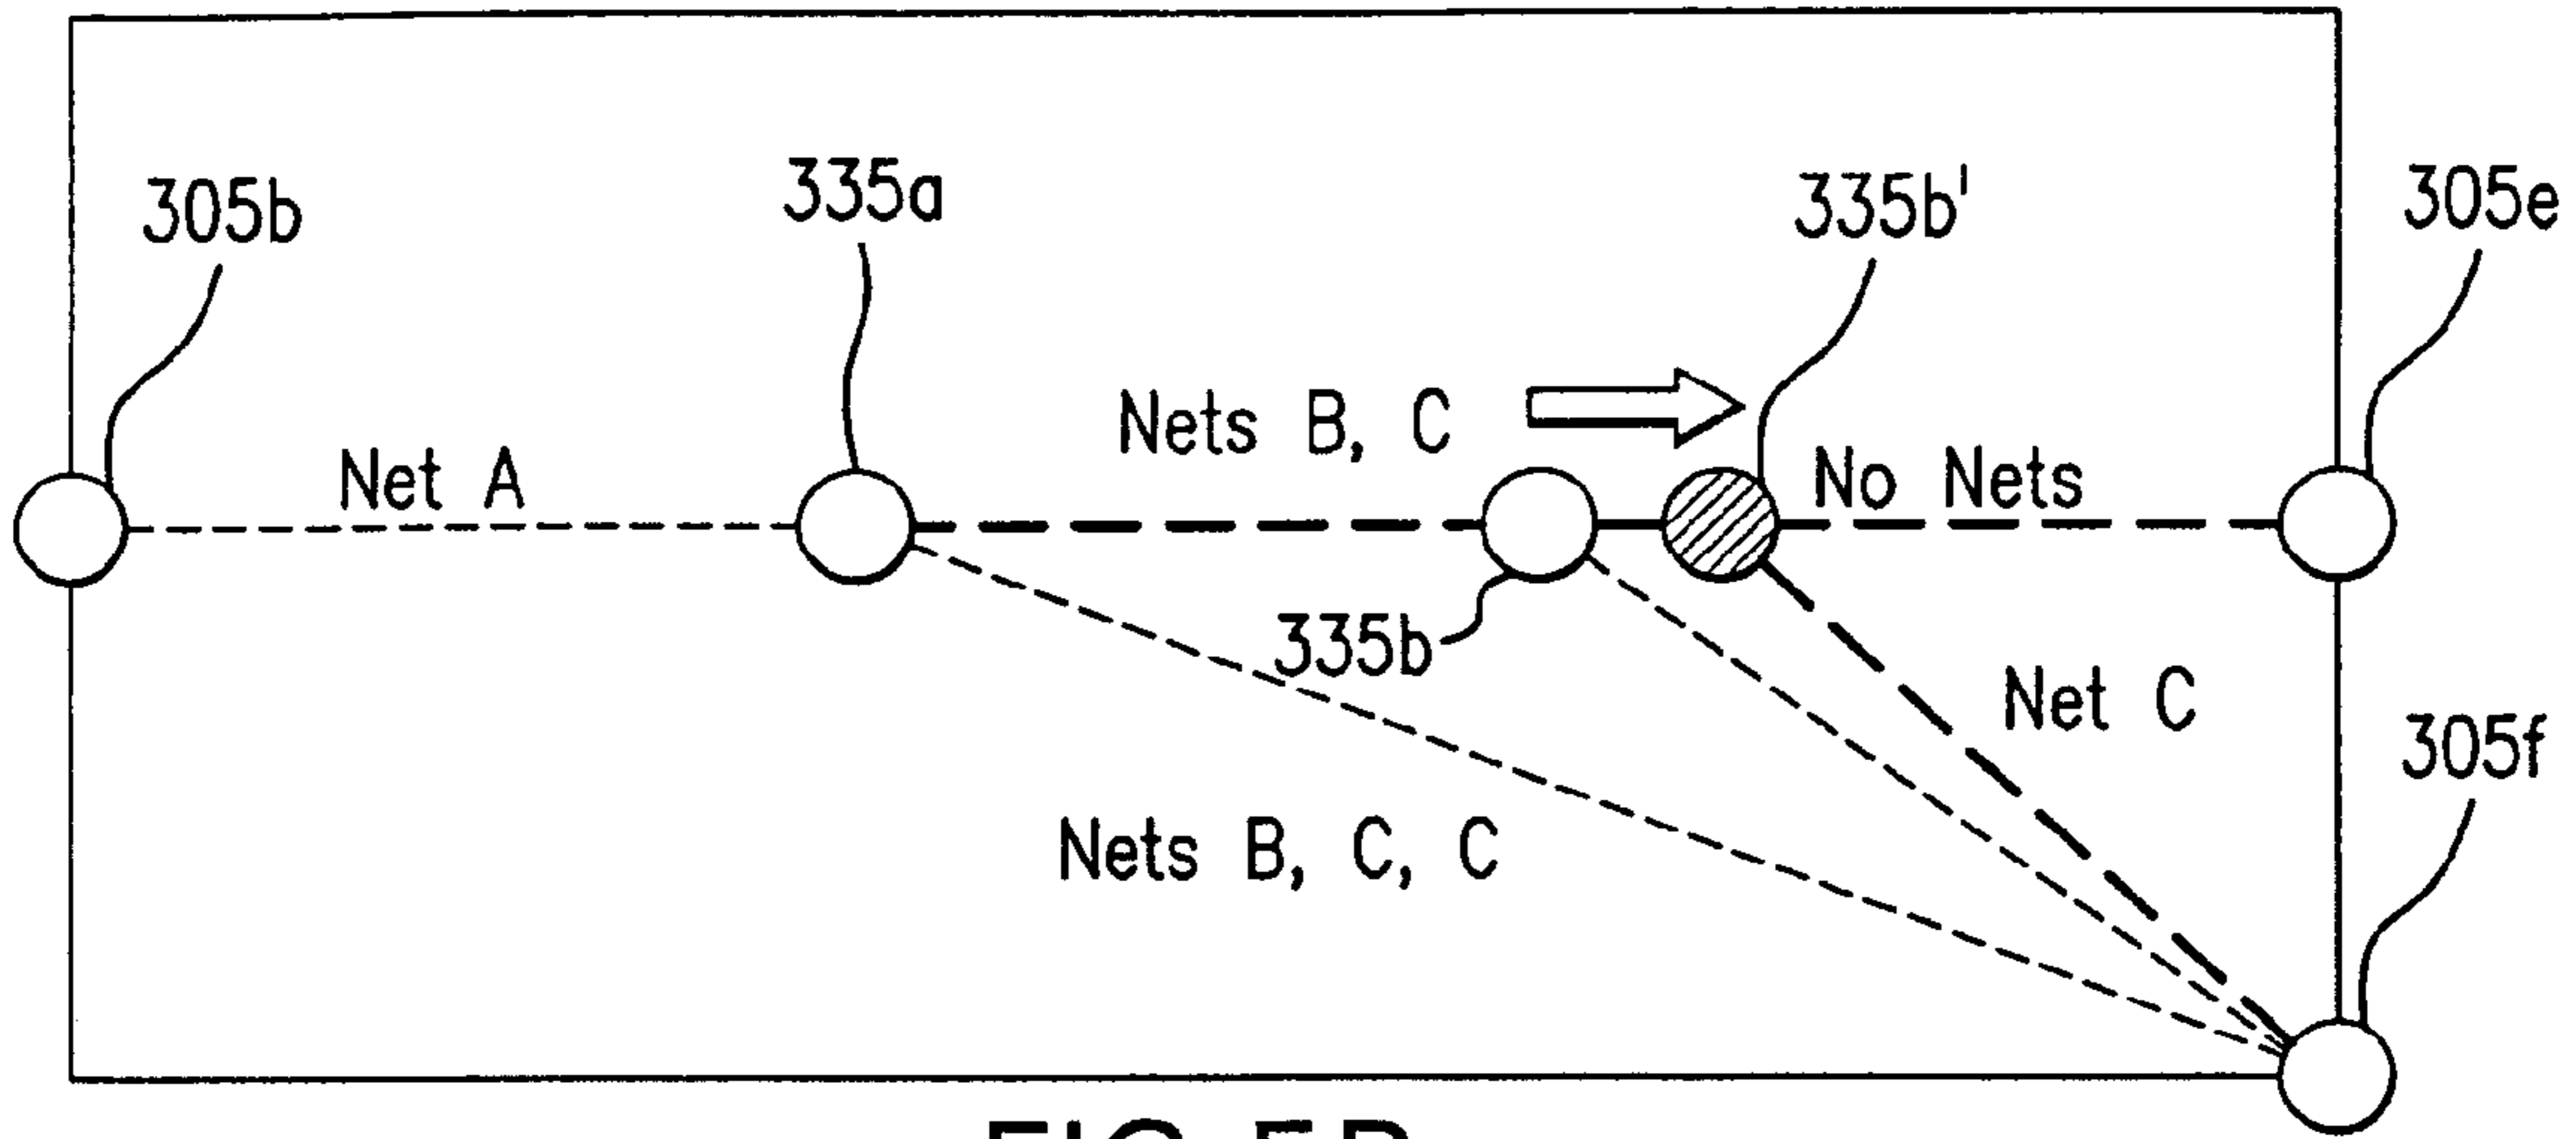 305b
335a
335b'
305e
Nets B, C
Net A
No Nets
335b
Net C
305f
Nets B, C, C